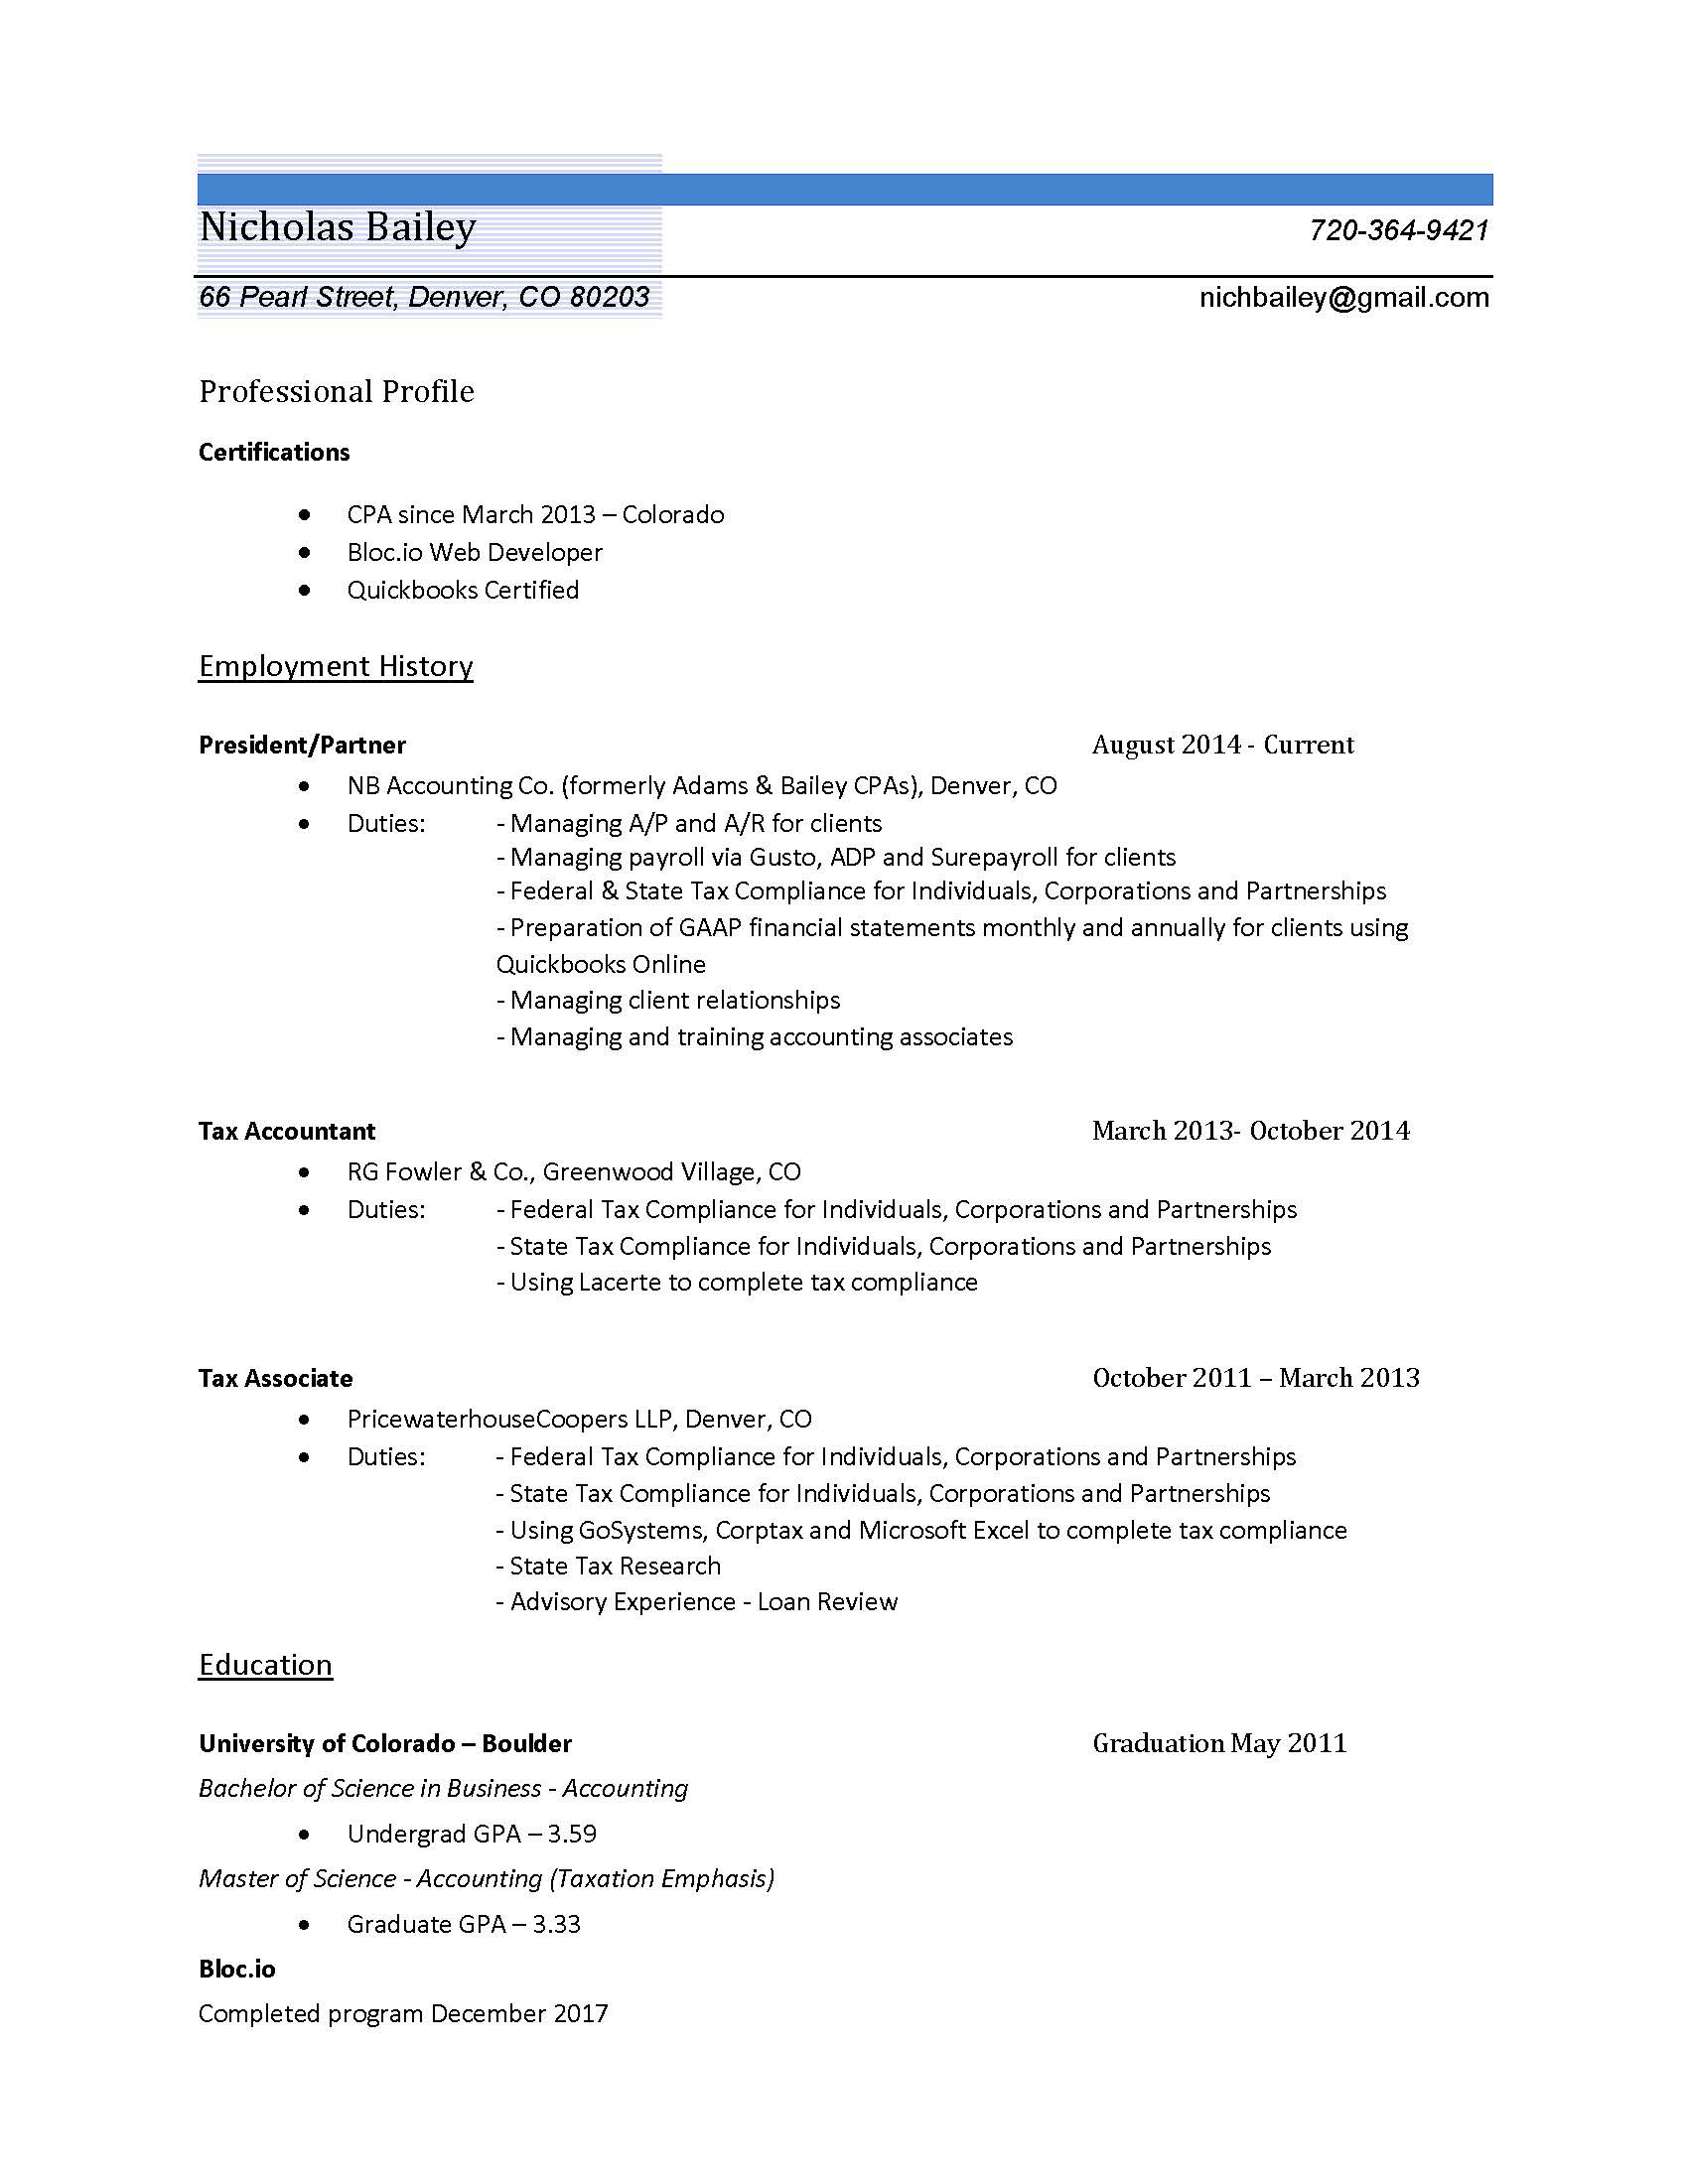 Nicholas Bailey 720-364-9421
66 Pearl Street, Denver, CO 80203 nichbailey@gmail.com
Professional Profile
Certifications
• CPA since March 2013 – Colorado
• Bloc.io Web Developer
• Quickbooks Certified
Employment History
President/Partner August 2014 - Current
• NB Accounting Co. (formerly Adams & Bailey CPAs), Denver, CO
• Duties: - Managing A/P and A/R for clients
- Managing payroll via Gusto, ADP and Surepayroll for clients
- Federal & State Tax Compliance for Individuals, Corporations and Partnerships
- Preparation of GAAP financial statements monthly and annually for clients using
Quickbooks Online
- Managing client relationships
- Managing and training accounting associates
Tax Accountant March 2013- October 2014
• RG Fowler & Co., Greenwood Village, CO
• Duties: - Federal Tax Compliance for Individuals, Corporations and Partnerships
- State Tax Compliance for Individuals, Corporations and Partnerships
- Using Lacerte to complete tax compliance
Tax Associate October 2011 – March 2013
• PricewaterhouseCoopers LLP, Denver, CO
• Duties: - Federal Tax Compliance for Individuals, Corporations and Partnerships
- State Tax Compliance for Individuals, Corporations and Partnerships
- Using GoSystems, Corptax and Microsoft Excel to complete tax compliance
- State Tax Research
- Advisory Experience - Loan Review
Education
University of Colorado – Boulder Graduation May 2011
Bachelor of Science in Business - Accounting
• Undergrad GPA – 3.59
Master of Science - Accounting (Taxation Emphasis)
• Graduate GPA – 3.33
Bloc.io
Completed program December 2017